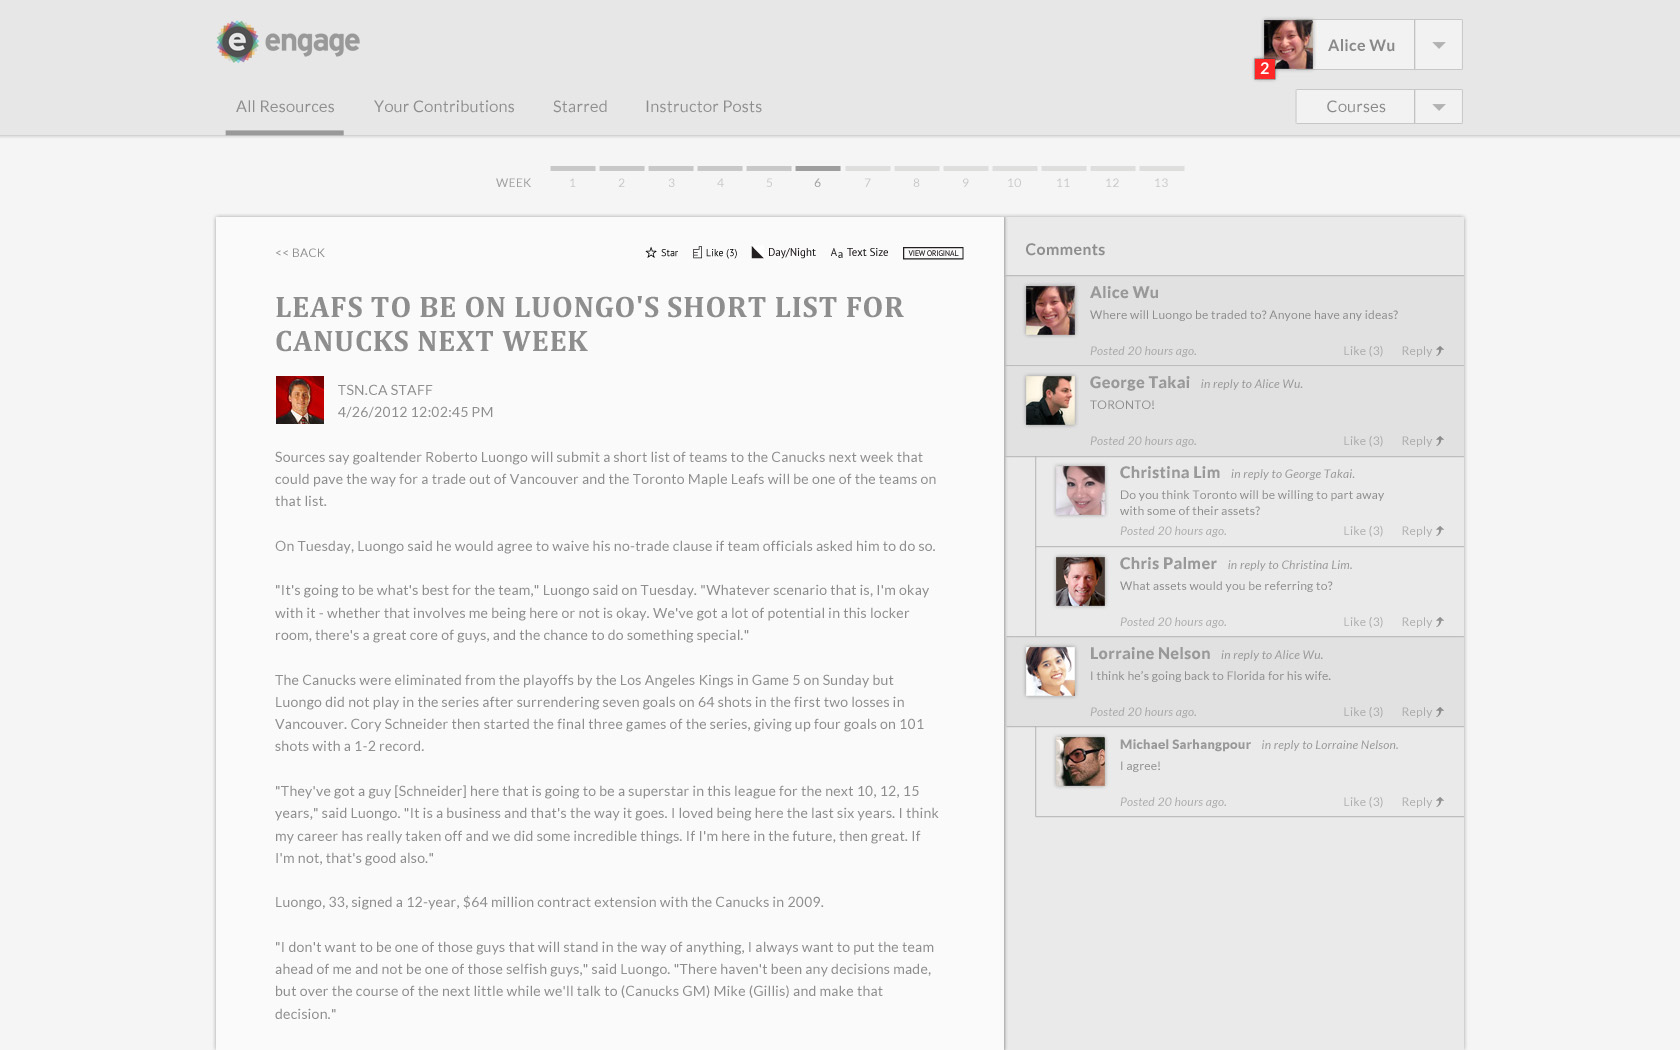 e engage
Alice Wu
2
All Resources
Your Contributions
Starred
Instructor Posts
Courses
WEEK 1 2 3 4 5 6 7 8 9 10 11 12 13
<< BACK
Star
Like (3)
Day/Night
Aa Text Size
VIEW ORIGINAL
LEAFS TO BE ON LUONGO'S SHORT LIST FOR
CANUCKS NEXT WEEK
TSN.CA STAFF
4/26/2012 12:02:45 PM
Sources say goaltender Roberto Luongo will submit a short list of teams to the Canucks next week that
could pave the way for a trade out of Vancouver and the Toronto Maple Leafs will be one of the teams on
that list.
On Tuesday, Luongo said he would agree to waive his no-trade clause if team officials asked him to do so.
"It's going to be what's best for the team," Luongo said on Tuesday. "Whatever scenario that is, I'm okay
with it - whether that involves me being here or not is okay. We've got a lot of potential in this locker
room, there's a great core of guys, and the chance to do something special."
The Canucks were eliminated from the playoffs by the Los Angeles Kings in Game 5 on Sunday but
Luongo did not play in the series after surrendering seven goals on 64 shots in the first two losses in
Vancouver. Cory Schneider then started the final three games of the series, giving up four goals on 101
shots with a 1-2 record.
"They've got a guy [Schneider] here that is going to be a superstar in this league for the next 10, 12, 15
years," said Luongo. "It is a business and that's the way it goes. I loved being here the last six years. I think
my career has really taken off and we did some incredible things. If I'm here in the future, then great. If
I'm not, that's good also."
Luongo, 33, signed a 12-year, $64 million contract extension with the Canucks in 2009.
"I don't want to be one of those guys that will stand in the way of anything, I always want to put the team
ahead of me and not be one of those selfish guys," said Luongo. "There haven't been any decisions made,
but over the course of the next little while we'll talk to (Canucks GM) Mike (Gillis) and make that
decision."
Comments
Alice Wu
Where will Luongo be traded to? Anyone have any ideas?
Posted 20 hours ago. Like (3) Reply
George Takai in reply to Alice Wu.
TORONTO!
Posted 20 hours ago. Like (3) Reply
Christina Lim in reply to George Takai.
Do you think Toronto will be willing to part away
with some of their assets?
Posted 20 hours ago. Like (3) Reply
Chris Palmer in reply to Christina Lim.
What assets would you be referring to?
Posted 20 hours ago. Like (3) Reply
Lorraine Nelson in reply to Alice Wu.
I think he's going back to Florida for his wife.
Posted 20 hours ago. Like (3) Reply
Michael Sarhangpour in reply to Lorraine Nelson.
I agree!
Posted 20 hours ago. Like (3) Reply